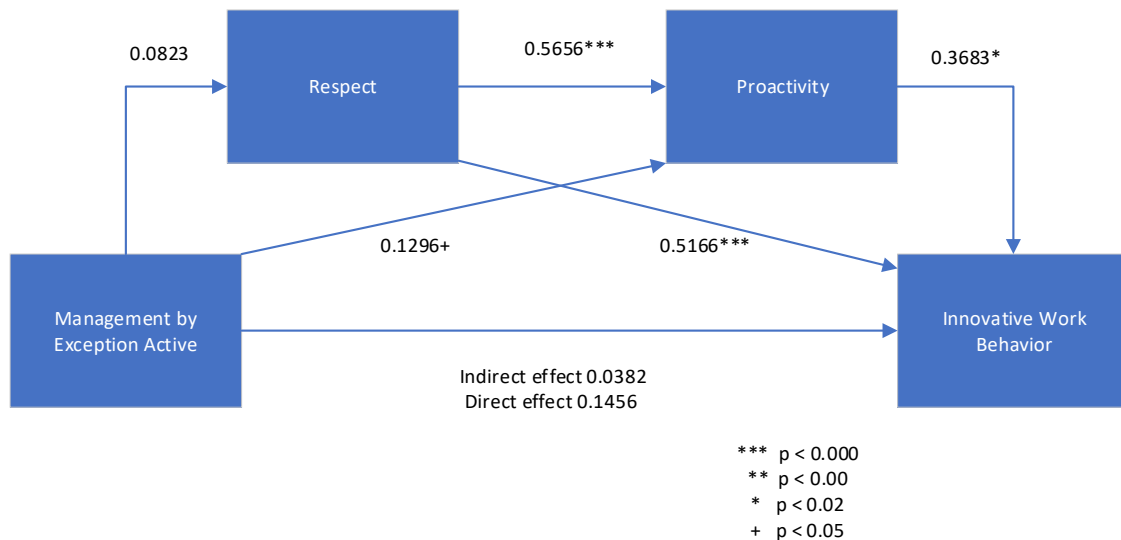 0.0823
Respect
0.5656***
Proactivity
0.3683*
0.1296+
0.5166***
Management by
Exception Active
Innovative Work
Behavior
Indirect effect 0.0382
Direct effect 0.1456
*** p < 0.000
** p < 0.00
* p < 0.02
+ p < 0.05